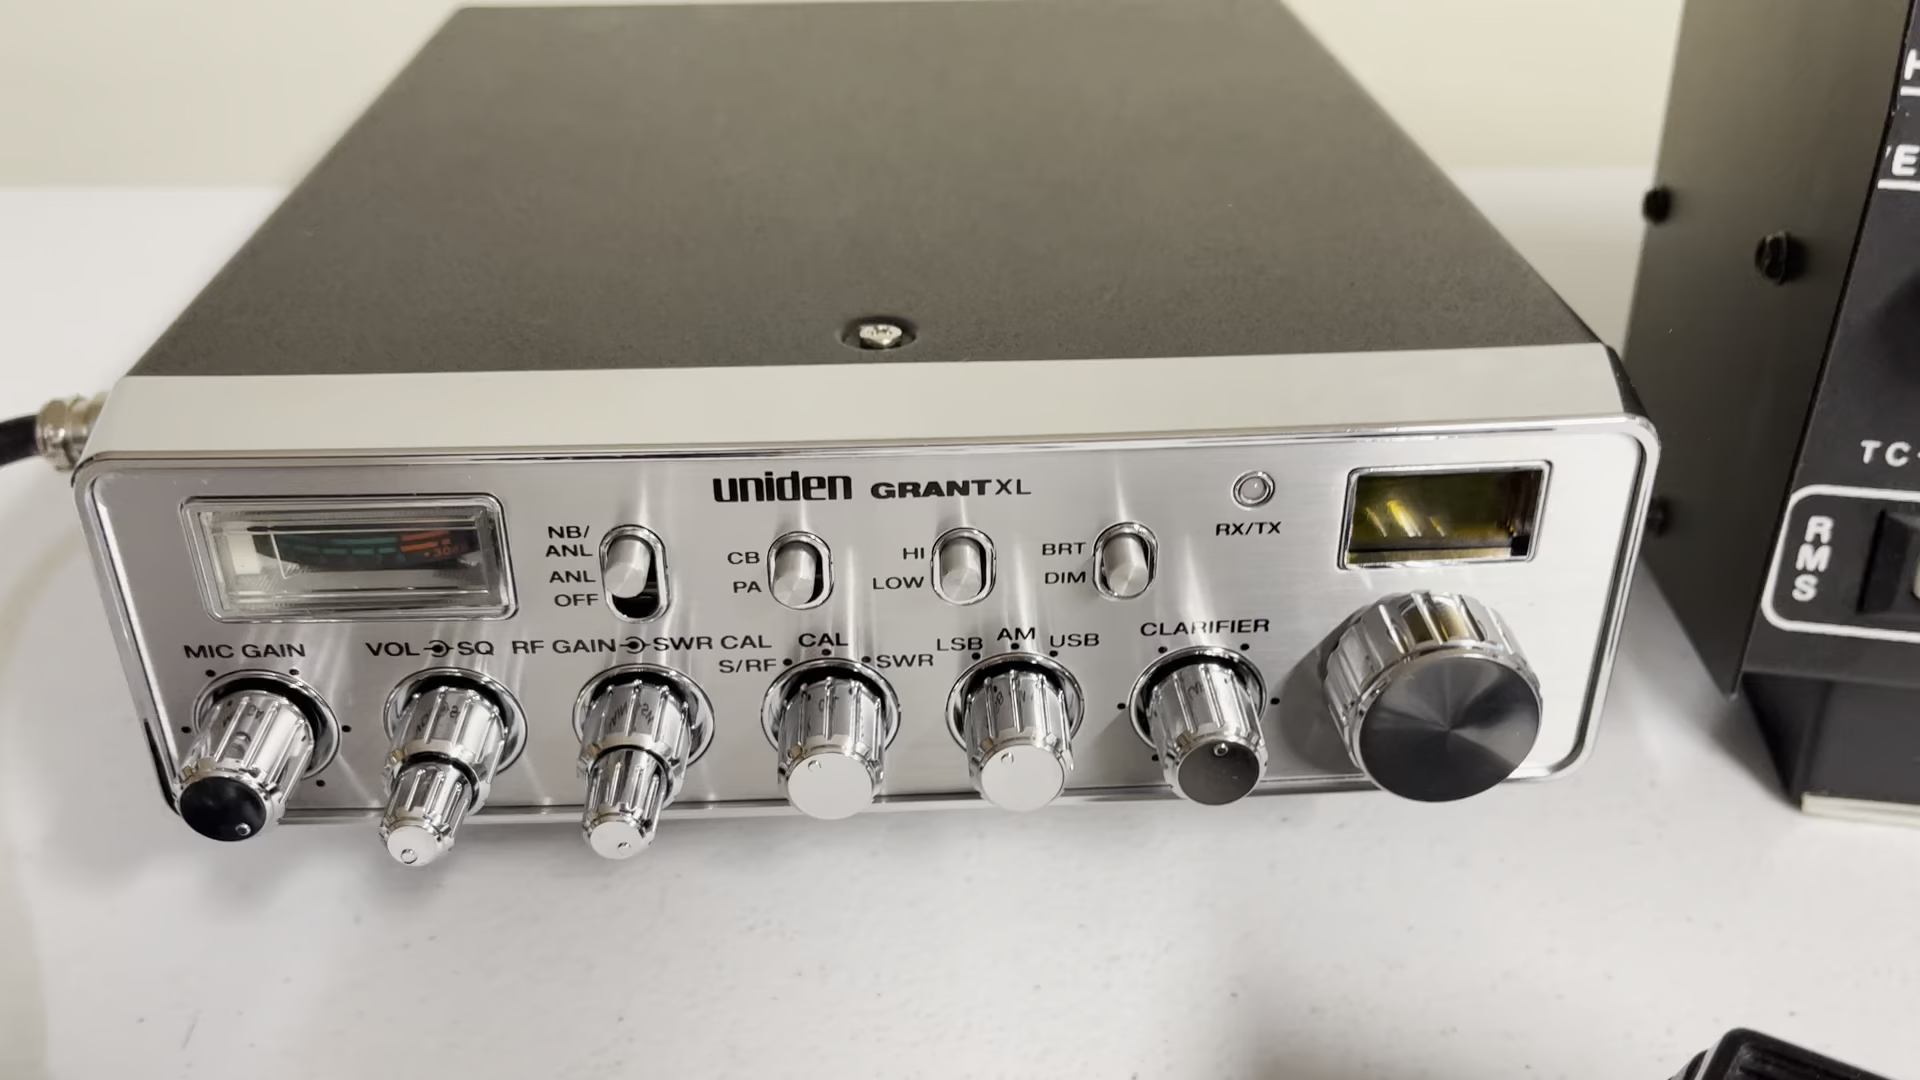 uniden GRANT XL
NB/
ANL
ANL
OFF
CB
PA
HI
LOW
BRT
DIM
RX/TX
MIC GAIN
VOL SQ
RF GAIN SWR CAL
S/RF
CAL
SWR
LSB
AM
USB
CLARIFIER
TC
RMS